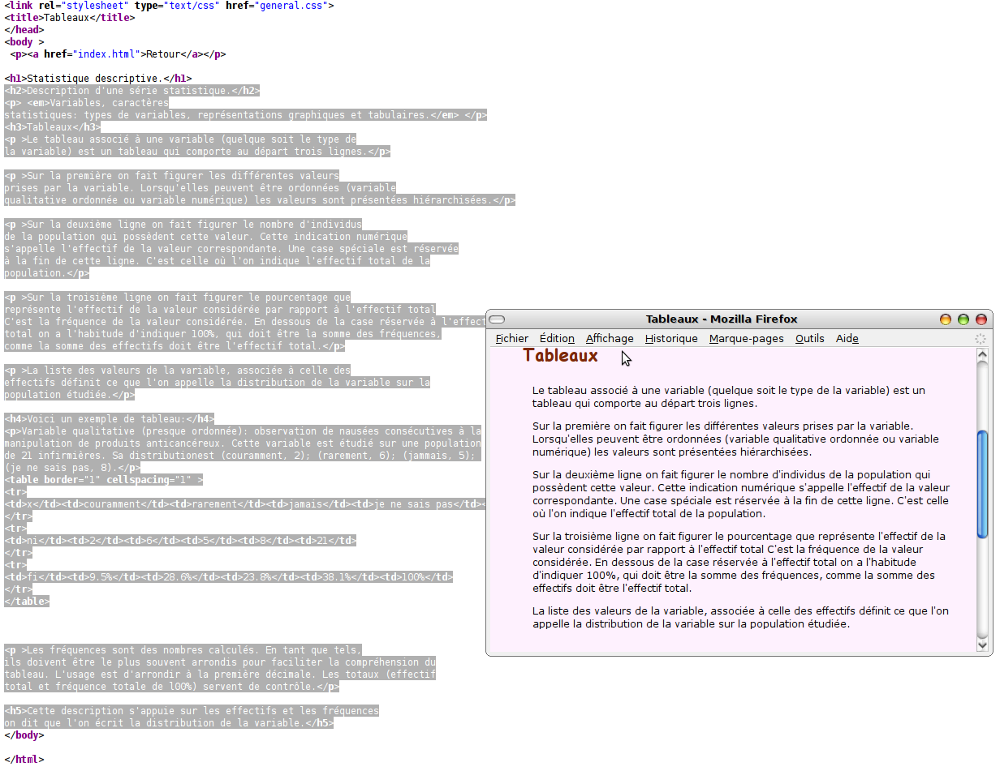 <link rel="stylesheet" type="text/css" href="general.css">
<title>Tableaux</title>
</head>
<body >
<p><a href="index.html">Retour</a></p>
<h1>Statistique descriptive.</h1>
<h2>Description d'une série statistique.</h2>
<p> <em>Variables, caractères
statistiques: types de variables, représentations graphiques et tabulaires.</em> </p>
<h3>Tableaux</h3>
<p >Le tableau associé à une variable (quelque soit le type de
la variable) est un tableau qui comporte au départ trois lignes.</p>
<p >Sur la première on fait figurer les différentes valeurs
prises par la variable. Lorsqu'elles peuvent être ordonnées (variable
qualitative ordonnée ou variable numérique) les valeurs sont présentées hiérarchisées.</p>
<p >Sur la deuxième ligne on fait figurer le nombre d'individus
de la population qui possèdent cette valeur. Cette indication numérique
s'appelle l'effectif de la valeur correspondante. Une case spéciale est réservée
à la fin de cette ligne. C'est celle où l'on indique l'effectif total de la
population.</p>
<p >Sur la troisième ligne on fait figurer le pourcentage que
représente l'effectif de la valeur considérée par rapport à l'effectif total
C'est la fréquence de la valeur considérée. En dessous de la case réservée à l'effect
total on a l'habitude d'indiquer 100%, qui doit être la somme des fréquences,
comme la somme des effectifs doit être l'effectif total.</p>
<p >La liste des valeurs de la variable, associée à celle des
effectifs définit ce que l'on appelle la distribution de la variable sur la
population étudiée.</p>
<h4>Voici un exemple de tableau:</h4>
<p>Variable qualitative (presque ordonnée): observation de nausées consécutives à la
manipulation de produits anticancéreux. Cette variable est étudié sur une population
de 21 infirmières. Sa distributionest (couramment, 2); (rarement, 6); (jammais, 5);
(je ne sais pas, 8).</p>
<table border="1" cellspacing="1" >
<tr>
<td>x</td><td>couramment</td><td>rarement</td><td>jamais</td><td>je ne sais pas</td><
</tr>
<tr>
<td>ni</td><td>2</td><td>6</td><td>5</td><td>8</td><td>21</td>
</tr>
<tr>
<td>fi</td><td>9.5%</td><td>28.6%</td><td>23.8%</td><td>38.1%</td><td>100%</td>
</tr>
</table>
<p >Les fréquences sont des nombres calculés. En tant que tels,
ils doivent être le plus souvent arrondis pour faciliter la compréhension du
tableau. L'usage est d'arrondir à la première décimale. Les totaux (effectif
total et fréquence totale de l00%) servent de contrôle.</p>
<h5>Cette description s'appuie sur les effectifs et les fréquences
on dit que l'on écrit la distribution de la variable.</h5>
</body>
</html>
Tableaux - Mozilla Firefox
Fichier Édition Affichage Historique Marque-pages Outils Aide
Tableaux
Le tableau associé à une variable (quelque soit le type de la variable) est un
tableau qui comporte au départ trois lignes.
Sur la première on fait figurer les différentes valeurs prises par la variable.
Lorsqu'elles peuvent être ordonnées (variable qualitative ordonnée ou variable
numérique) les valeurs sont présentées hiérarchisées.
Sur la deuxième ligne on fait figurer le nombre d'individus de la population qui
possèdent cette valeur. Cette indication numérique s'appelle l'effectif de la valeur
correspondante. Une case spéciale est réservée à la fin de cette ligne. C'est celle
où l'on indique l'effectif total de la population.
Sur la troisième ligne on fait figurer le pourcentage que représente l'effectif de la
valeur considérée par rapport à l'effectif total C'est la fréquence de la valeur
considérée. En dessous de la case réservée à l'effectif total on a l'habitude
d'indiquer 100%, qui doit être la somme des fréquences, comme la somme des
effectifs doit être l'effectif total.
La liste des valeurs de la variable, associée à celle des effectifs définit ce que l'on
appelle la distribution de la variable sur la population étudiée.